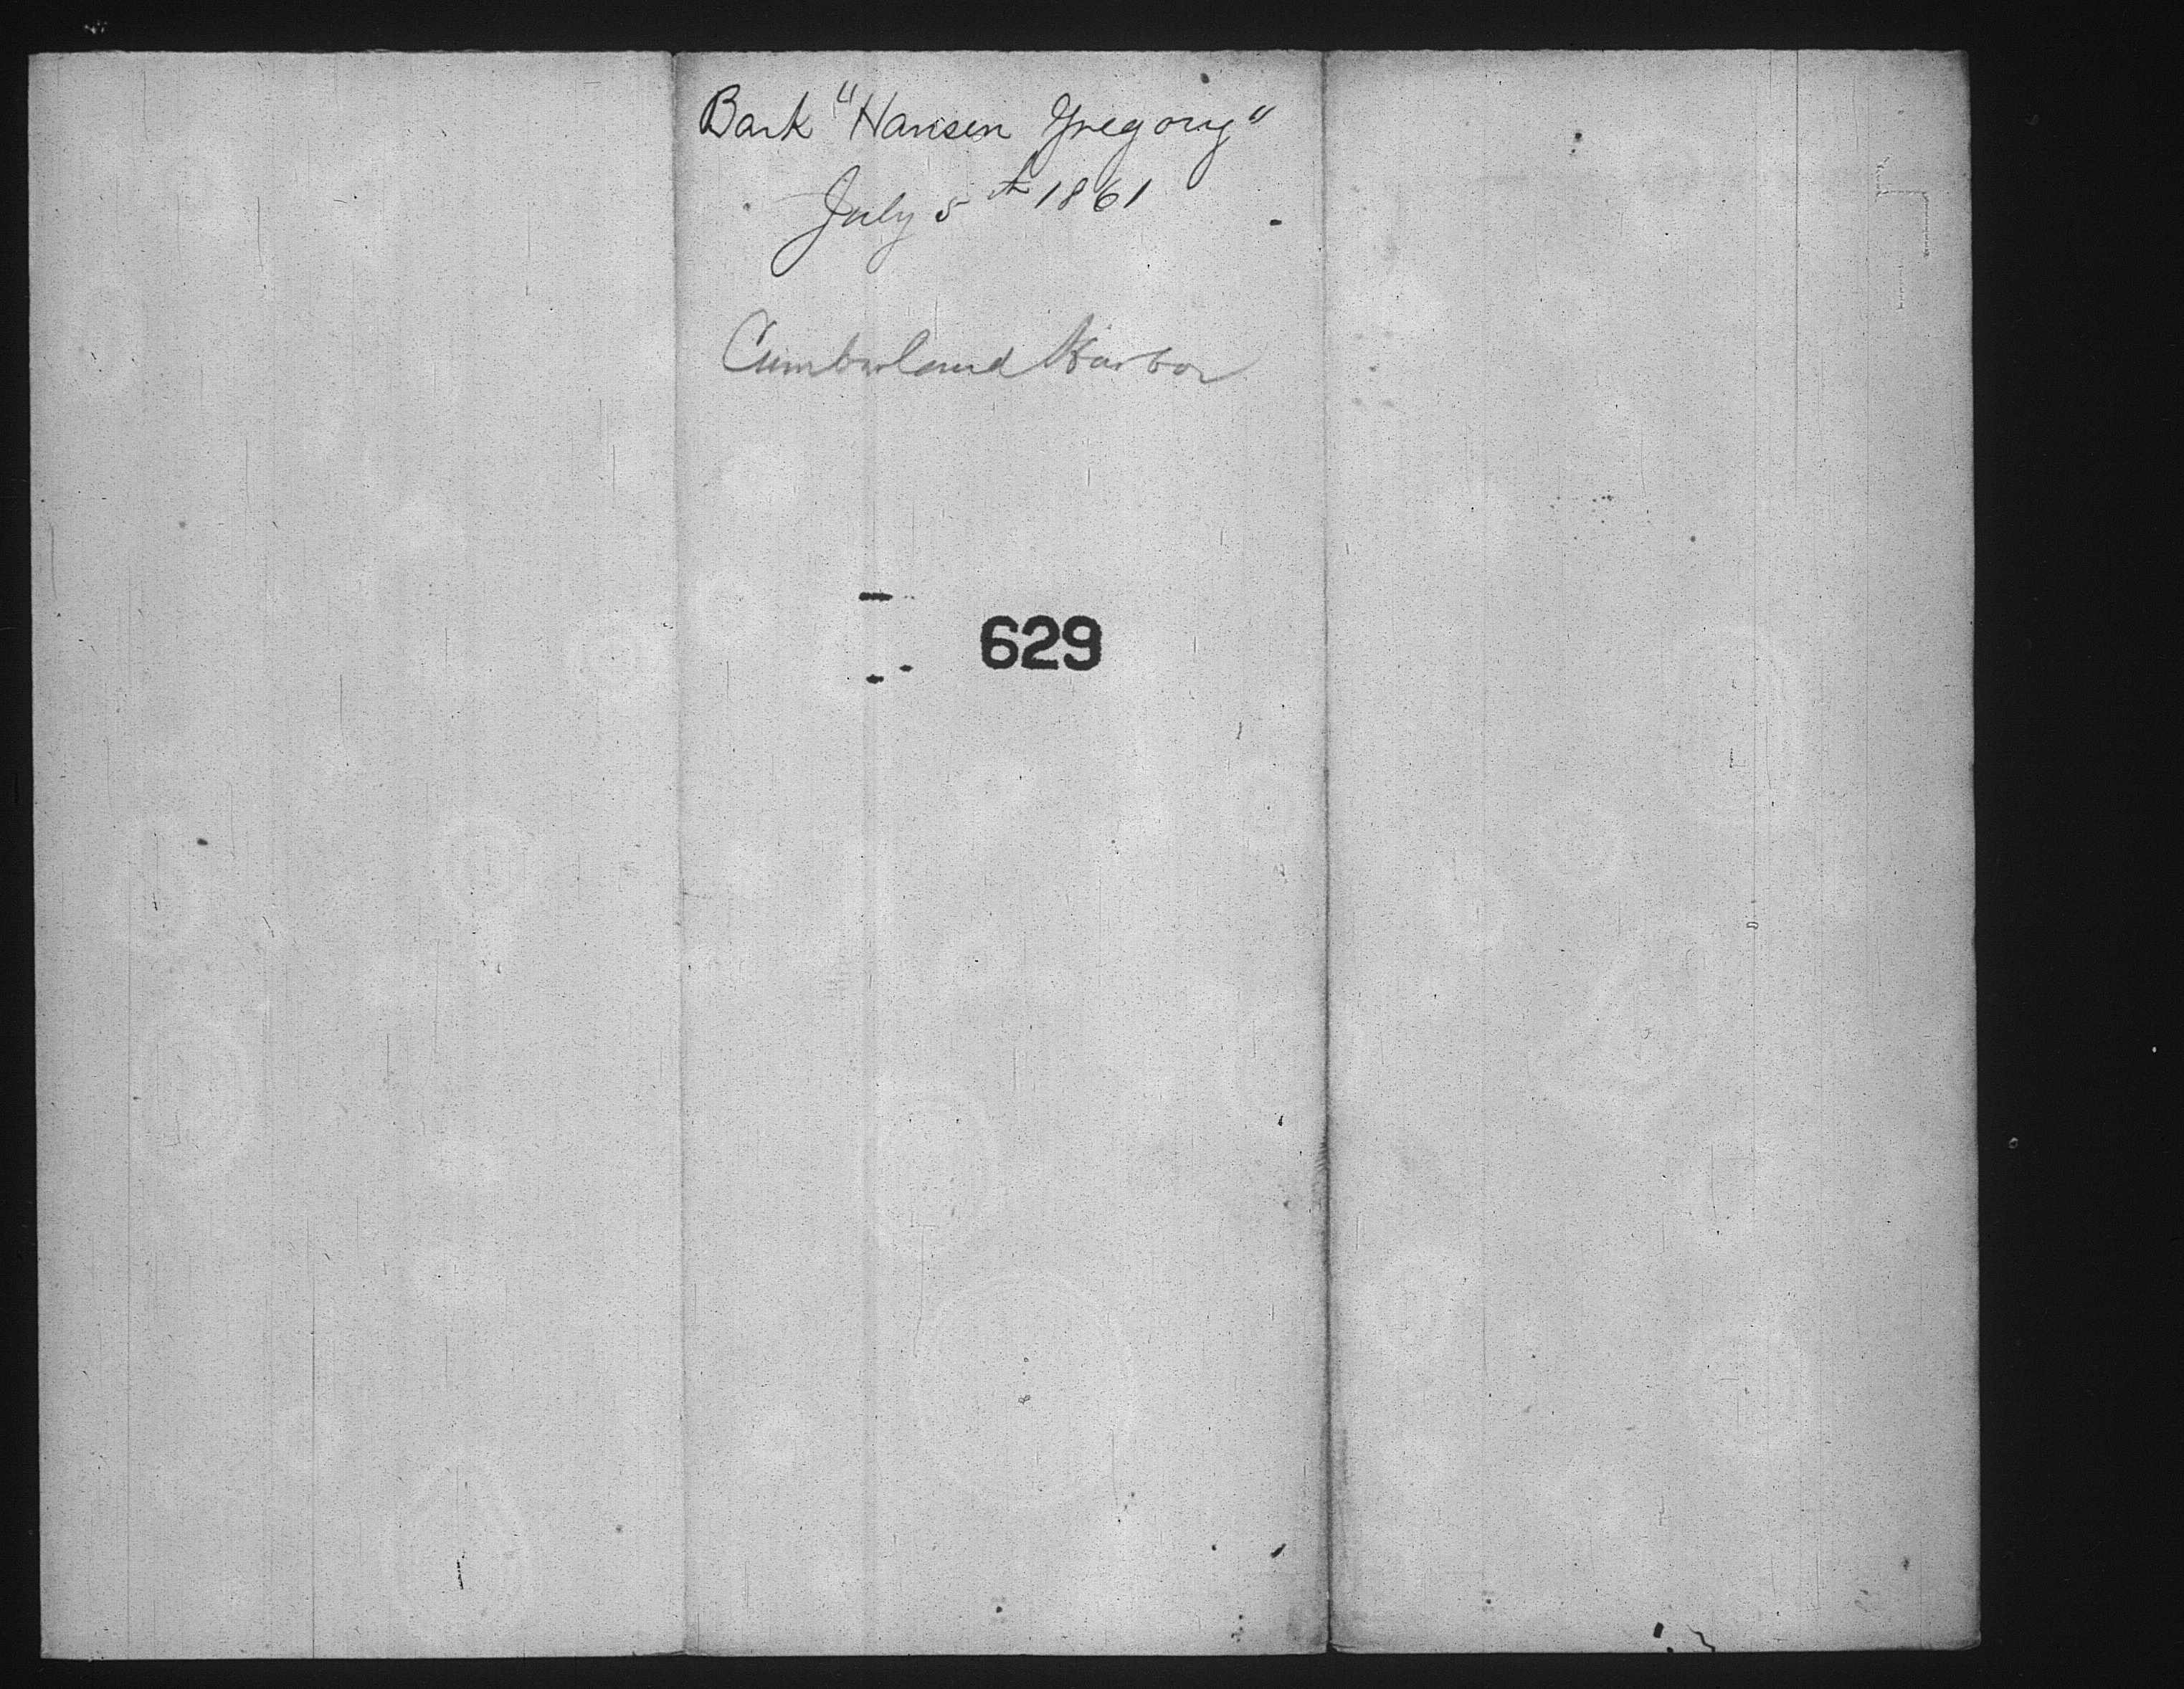 Bark "Hansen Gregory"
July 5th 1861
Cumberland Harbor
629